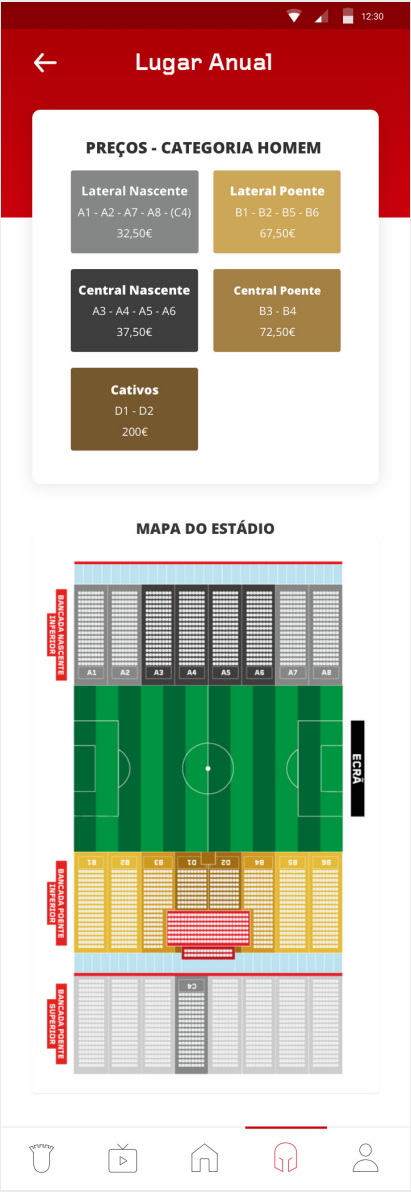 12:30
Lugar Anual
PREÇOS - CATEGORIA HOMEM
Lateral Nascente
A1 - A2 - A7 - A8 - (C4)
32,50€
Lateral Poente
B1 - B2 - B5 - B6
67,50€
Central Nascente
A3 - A4 - A5 - A6
37,50€
Central Poente
B3 - B4
72,50€
Cativos
D1 - D2
200€
MAPA DO ESTÁDIO
BANCADA NASCENTE
INFERIOR
A1 A2 A3 A4 A5 A6 A7 A8
ECRÃ
B1 B2 B3 D1 D2 B4 B5 B6
BANCADA POENTE
INFERIOR
C4
BANCADA POENTE
SUPERIOR